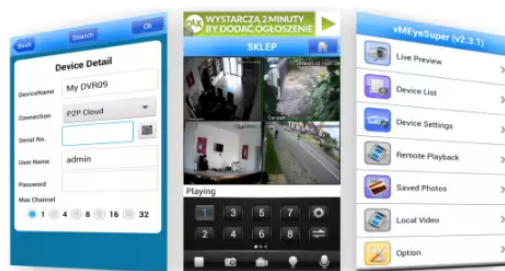 Back
Search
Ok
Device Detail
DeviceName
My DVR09
Connection
P2P Cloud
Serial No.
User Name
admin
Password
Max Channel
1 4 8 16 32
OLX
WYSTARCZĄ 2 MINUTY
BY DODAĆ OGŁOSZENIE
SKLEP
Playing
1 3 5 7
2 4 6 8
vMEyeSuper (v2.3.1)
Live Preview
Device List
Device Settings
Remote Playback
Saved Photos
Local Video
Option